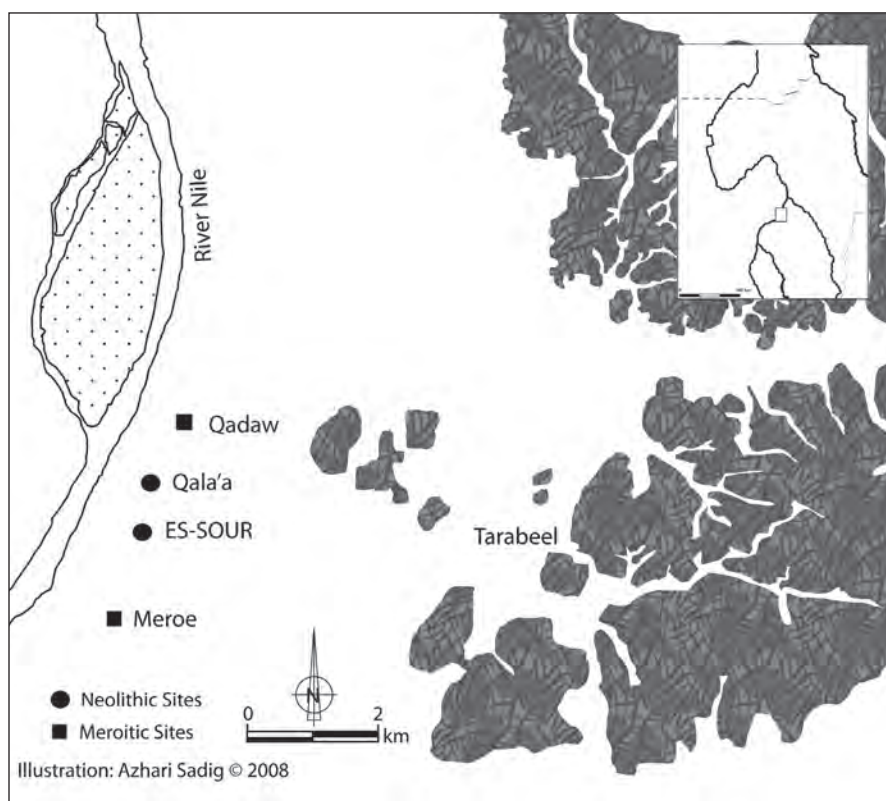 River Nile
Qadaw
Qala'a
ES-SOUR
Tarabeel
Meroe
N
Neolithic Sites
Meroitic Sites
0 2
km
Illustration: Azhari Sadig © 2008